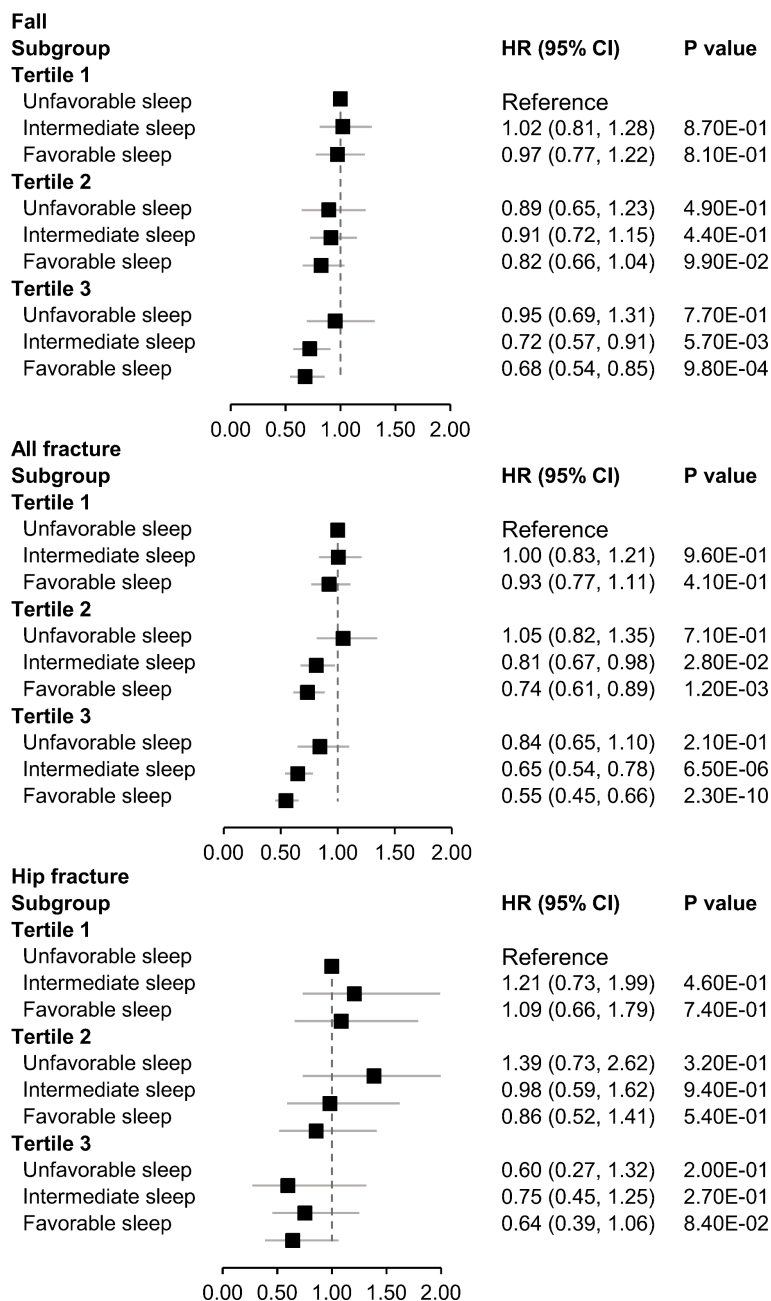 Fall
Subgroup HR (95% CI) P value
Tertile 1
Unfavorable sleep Reference
Intermediate sleep 1.02 (0.81, 1.28) 8.70E-01
Favorable sleep 0.97 (0.77, 1.22) 8.10E-01
Tertile 2
Unfavorable sleep 0.89 (0.65, 1.23) 4.90E-01
Intermediate sleep 0.91 (0.72, 1.15) 4.40E-01
Favorable sleep 0.82 (0.66, 1.04) 9.90E-02
Tertile 3
Unfavorable sleep 0.95 (0.69, 1.31) 7.70E-01
Intermediate sleep 0.72 (0.57, 0.91) 5.70E-03
Favorable sleep 0.68 (0.54, 0.85) 9.80E-04
0.00 0.50 1.00 1.50 2.00
All fracture
Subgroup HR (95% CI) P value
Tertile 1
Unfavorable sleep Reference
Intermediate sleep 1.00 (0.83, 1.21) 9.60E-01
Favorable sleep 0.93 (0.77, 1.11) 4.10E-01
Tertile 2
Unfavorable sleep 1.05 (0.82, 1.35) 7.10E-01
Intermediate sleep 0.81 (0.67, 0.98) 2.80E-02
Favorable sleep 0.74 (0.61, 0.89) 1.20E-03
Tertile 3
Unfavorable sleep 0.84 (0.65, 1.10) 2.10E-01
Intermediate sleep 0.65 (0.54, 0.78) 6.50E-06
Favorable sleep 0.55 (0.45, 0.66) 2.30E-10
0.00 0.50 1.00 1.50 2.00
Hip fracture
Subgroup HR (95% CI) P value
Tertile 1
Unfavorable sleep Reference
Intermediate sleep 1.21 (0.73, 1.99) 4.60E-01
Favorable sleep 1.09 (0.66, 1.79) 7.40E-01
Tertile 2
Unfavorable sleep 1.39 (0.73, 2.62) 3.20E-01
Intermediate sleep 0.98 (0.59, 1.62) 9.40E-01
Favorable sleep 0.86 (0.52, 1.41) 5.40E-01
Tertile 3
Unfavorable sleep 0.60 (0.27, 1.32) 2.00E-01
Intermediate sleep 0.75 (0.45, 1.25) 2.70E-01
Favorable sleep 0.64 (0.39, 1.06) 8.40E-02
0.00 0.50 1.00 1.50 2.00